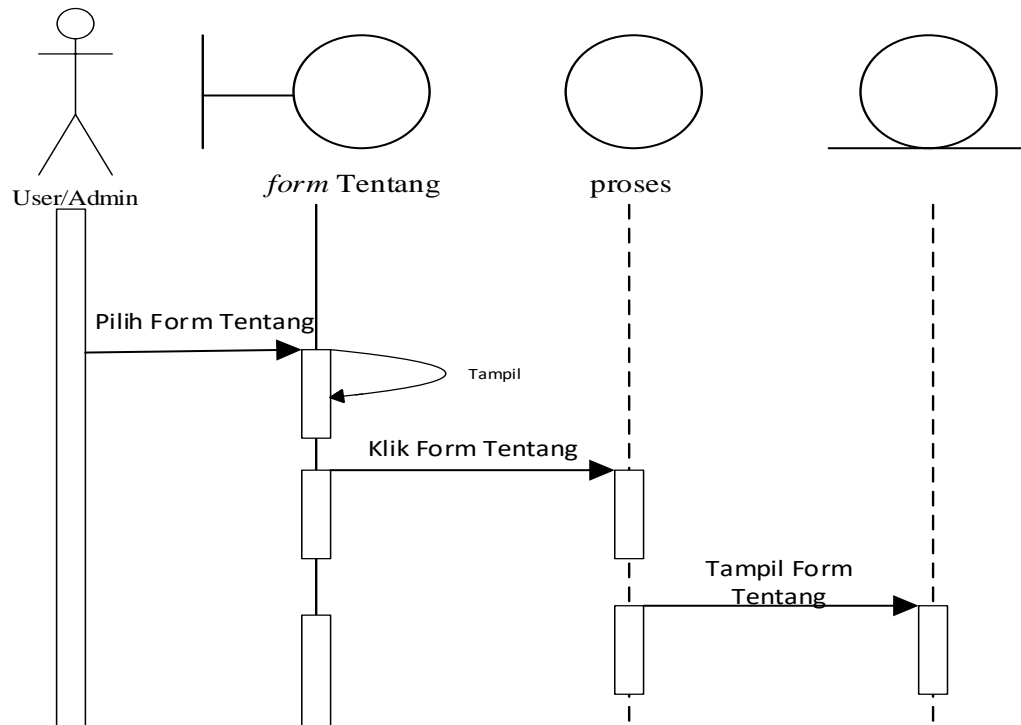 User/Admin
form Tentang
proses
Pilih Form Tentang
Tampil
Klik Form Tentang
Tampil Form
Tentang